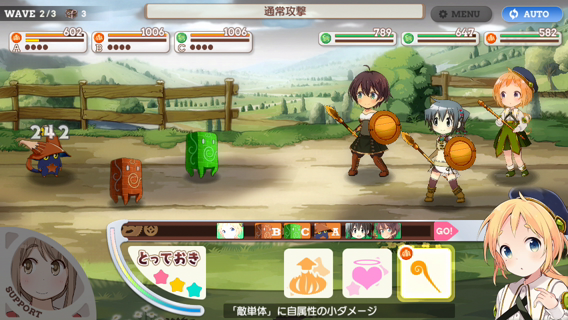 WAVE 2/3 3
通常攻撃
MENU
AUTO
602
A
1006
B
1006
C
789
647
582
242
B
C
A
GO!
とっておき
SUPPORT
「敵単体」に自属性の小ダメージ